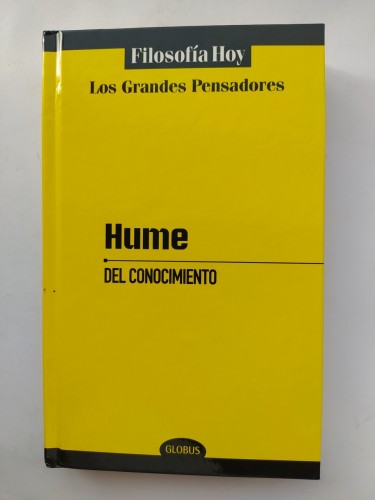 Filosofía Hoy
Los Grandes Pensadores
Hume
DEL CONOCIMIENTO
GLOBUS